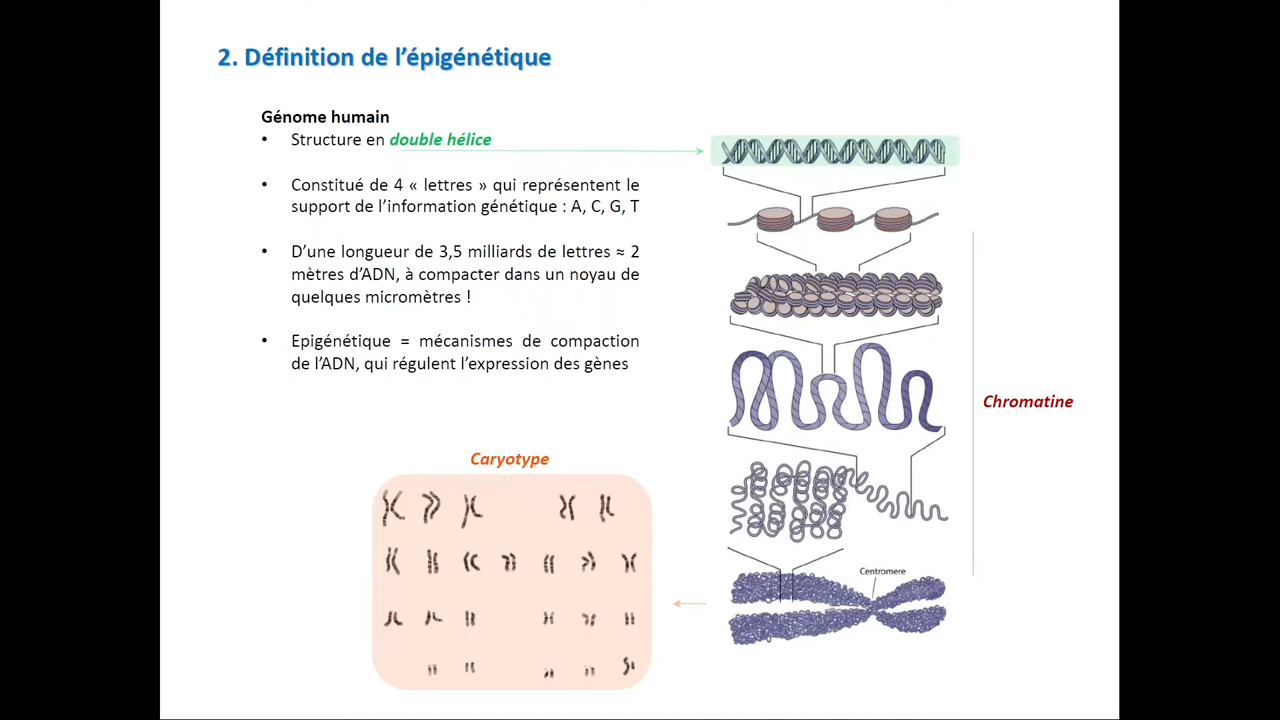 2. Définition de l’épigénétique
Génome humain
• Structure en double hélice
• Constitué de 4 « lettres » qui représentent le
support de l’information génétique : A, C, G, T
• D’une longueur de 3,5 milliards de lettres ≈ 2
mètres d’ADN, à compacter dans un noyau de
quelques micromètres !
• Epigénétique = mécanismes de compaction
de l’ADN, qui régulent l’expression des gènes
Chromatine
Caryotype
Centromere